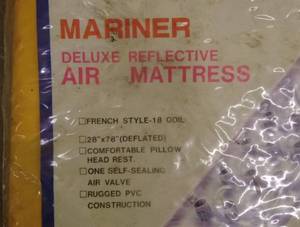 MARINER
DELUXE REFLECTIVE
AIR MATTRESS
□FRENCH STYLE-18 COIL
□28"x78"(DEFLATED)
□COMFORTABLE PILLOW
HEAD REST.
□ONE SELF-SEALING
AIR VALVE
□RUGGED PVC
CONSTRUCTION